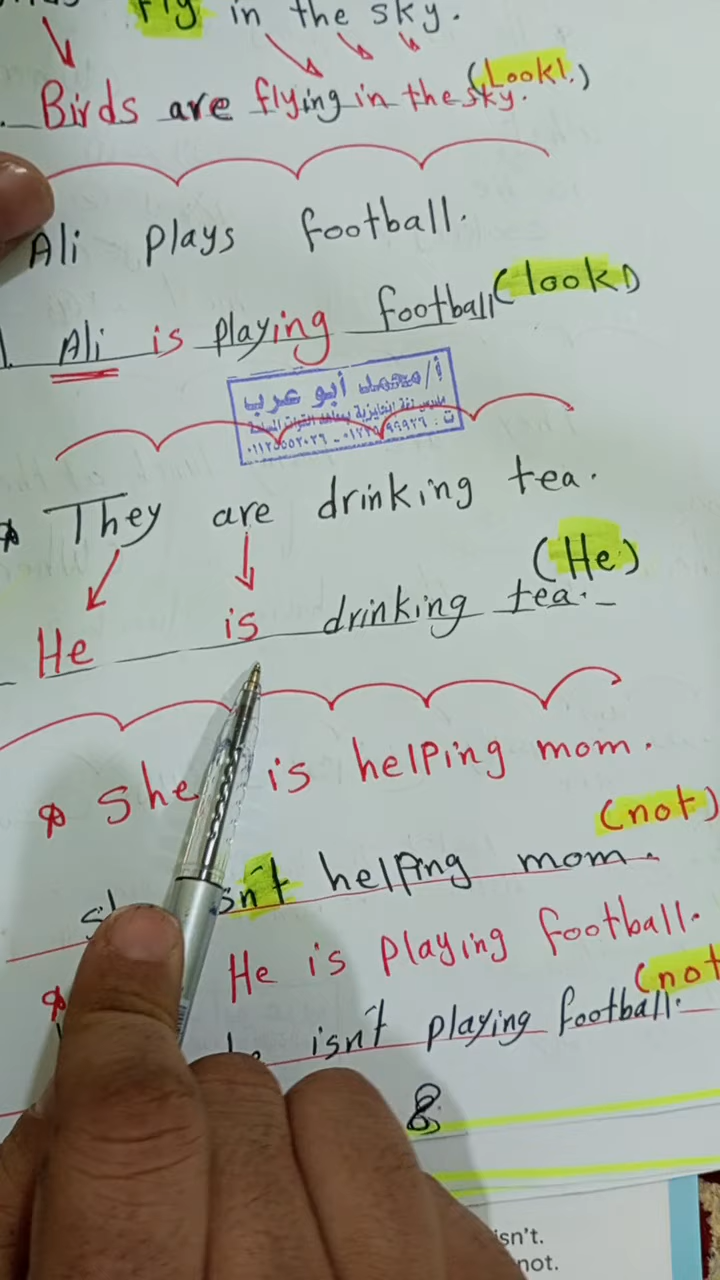 Fly in the sky.
(Look!)
Birds are flying in the sky.
Ali plays football.
(look!)
Ali is playing football
أ/محمد أبو عرب
They are drinking tea.
(He)
He is drinking tea.
She is helping mom.
(not)
isn't helping mom.
He is playing football.
(not
isn't playing football.
8
isn't.
not.